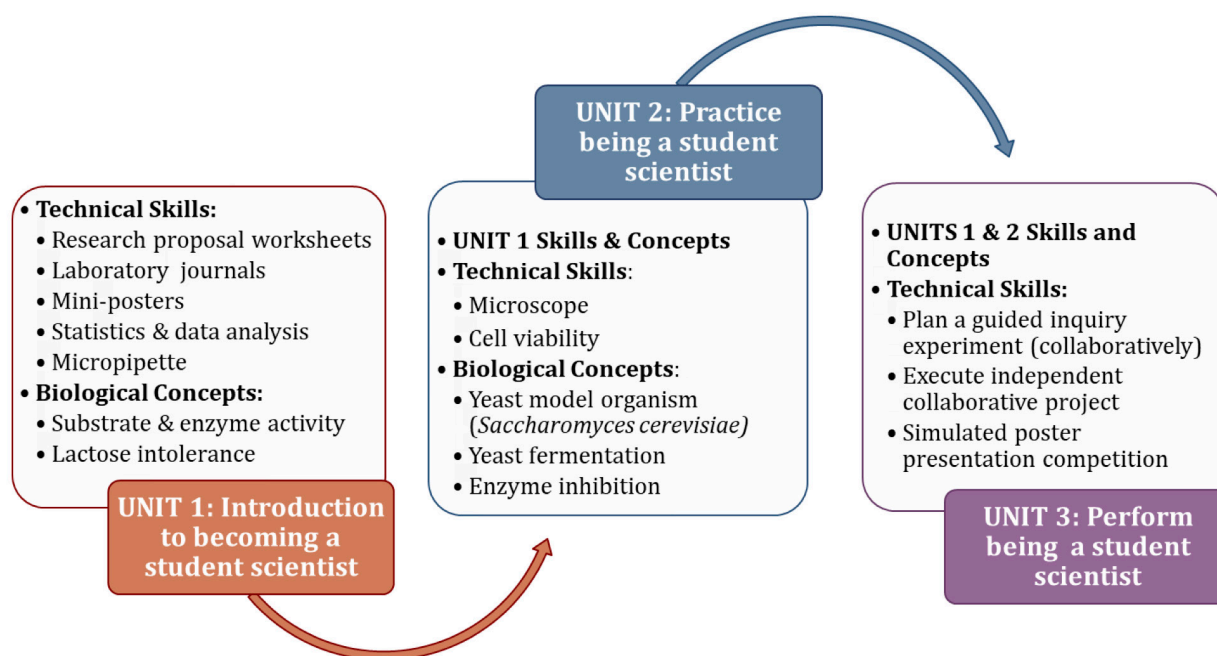 • Technical Skills:
• Research proposal worksheets
• Laboratory journals
• Mini-posters
• Statistics & data analysis
• Micropipette
• Biological Concepts:
• Substrate & enzyme activity
• Lactose intolerance
UNIT 1: Introduction
to becoming a
student scientist
UNIT 2: Practice
being a student
scientist
• UNIT 1 Skills & Concepts
• Technical Skills:
• Microscope
• Cell viability
• Biological Concepts:
• Yeast model organism
(Saccharomyces cerevisiae)
• Yeast fermentation
• Enzyme inhibition
• UNITS 1 & 2 Skills and
Concepts
• Technical Skills:
• Plan a guided inquiry
experiment (collaboratively)
• Execute independent
collaborative project
• Simulated poster
presentation competition
UNIT 3: Perform
being a student
scientist